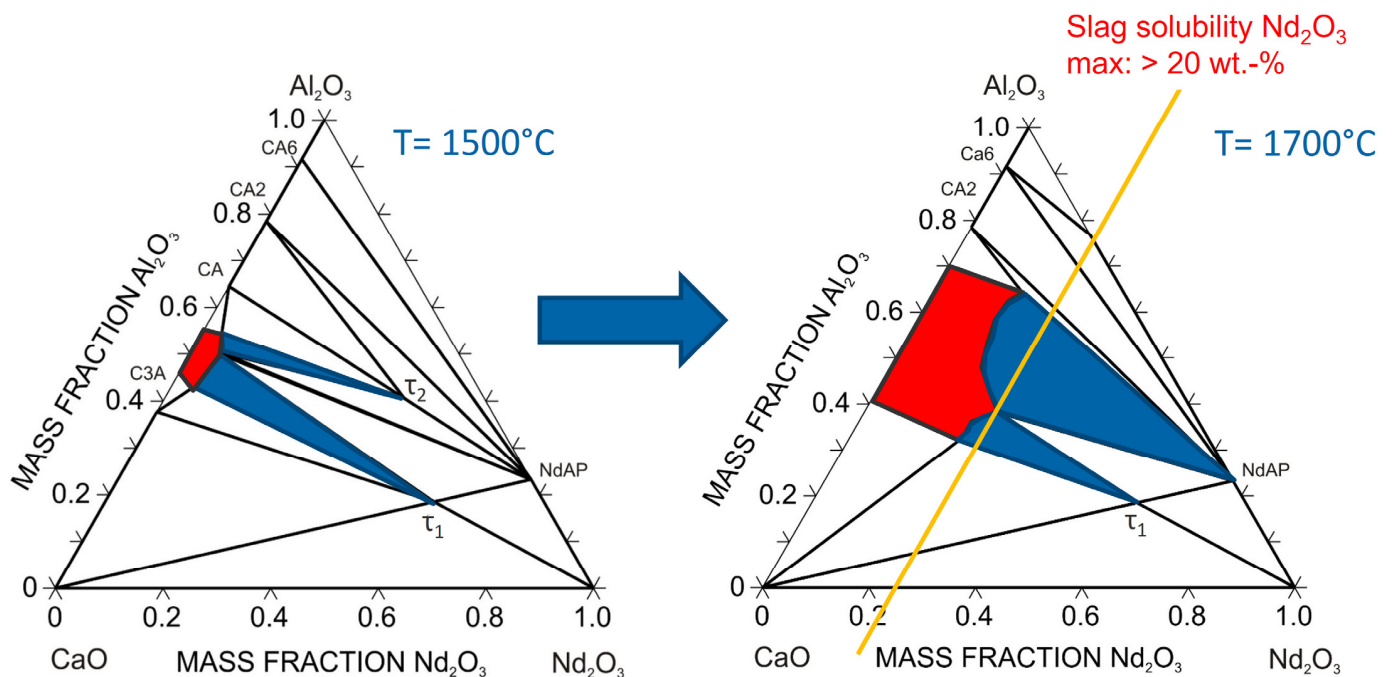 Slag solubility Nd₂O₃
max: > 20 wt.-%
Al₂O₃
1.0
T= 1500°C
CA6
CA2
0.8
CA
0.6
C3A
0.4
τ₂
NdAP
0.2
τ₁
0
MASS FRACTION Al₂O₃
0
0.2
0.4
0.6
0.8
1.0
CaO
MASS FRACTION Nd₂O₃
Nd₂O₃
Al₂O₃
1.0
T= 1700°C
Ca6
CA2
0.8
0.6
0.4
NdAP
0.2
τ₁
0
MASS FRACTION Al₂O₃
0
0.2
0.4
0.6
0.8
1.0
CaO
MASS FRACTION Nd₂O₃
Nd₂O₃